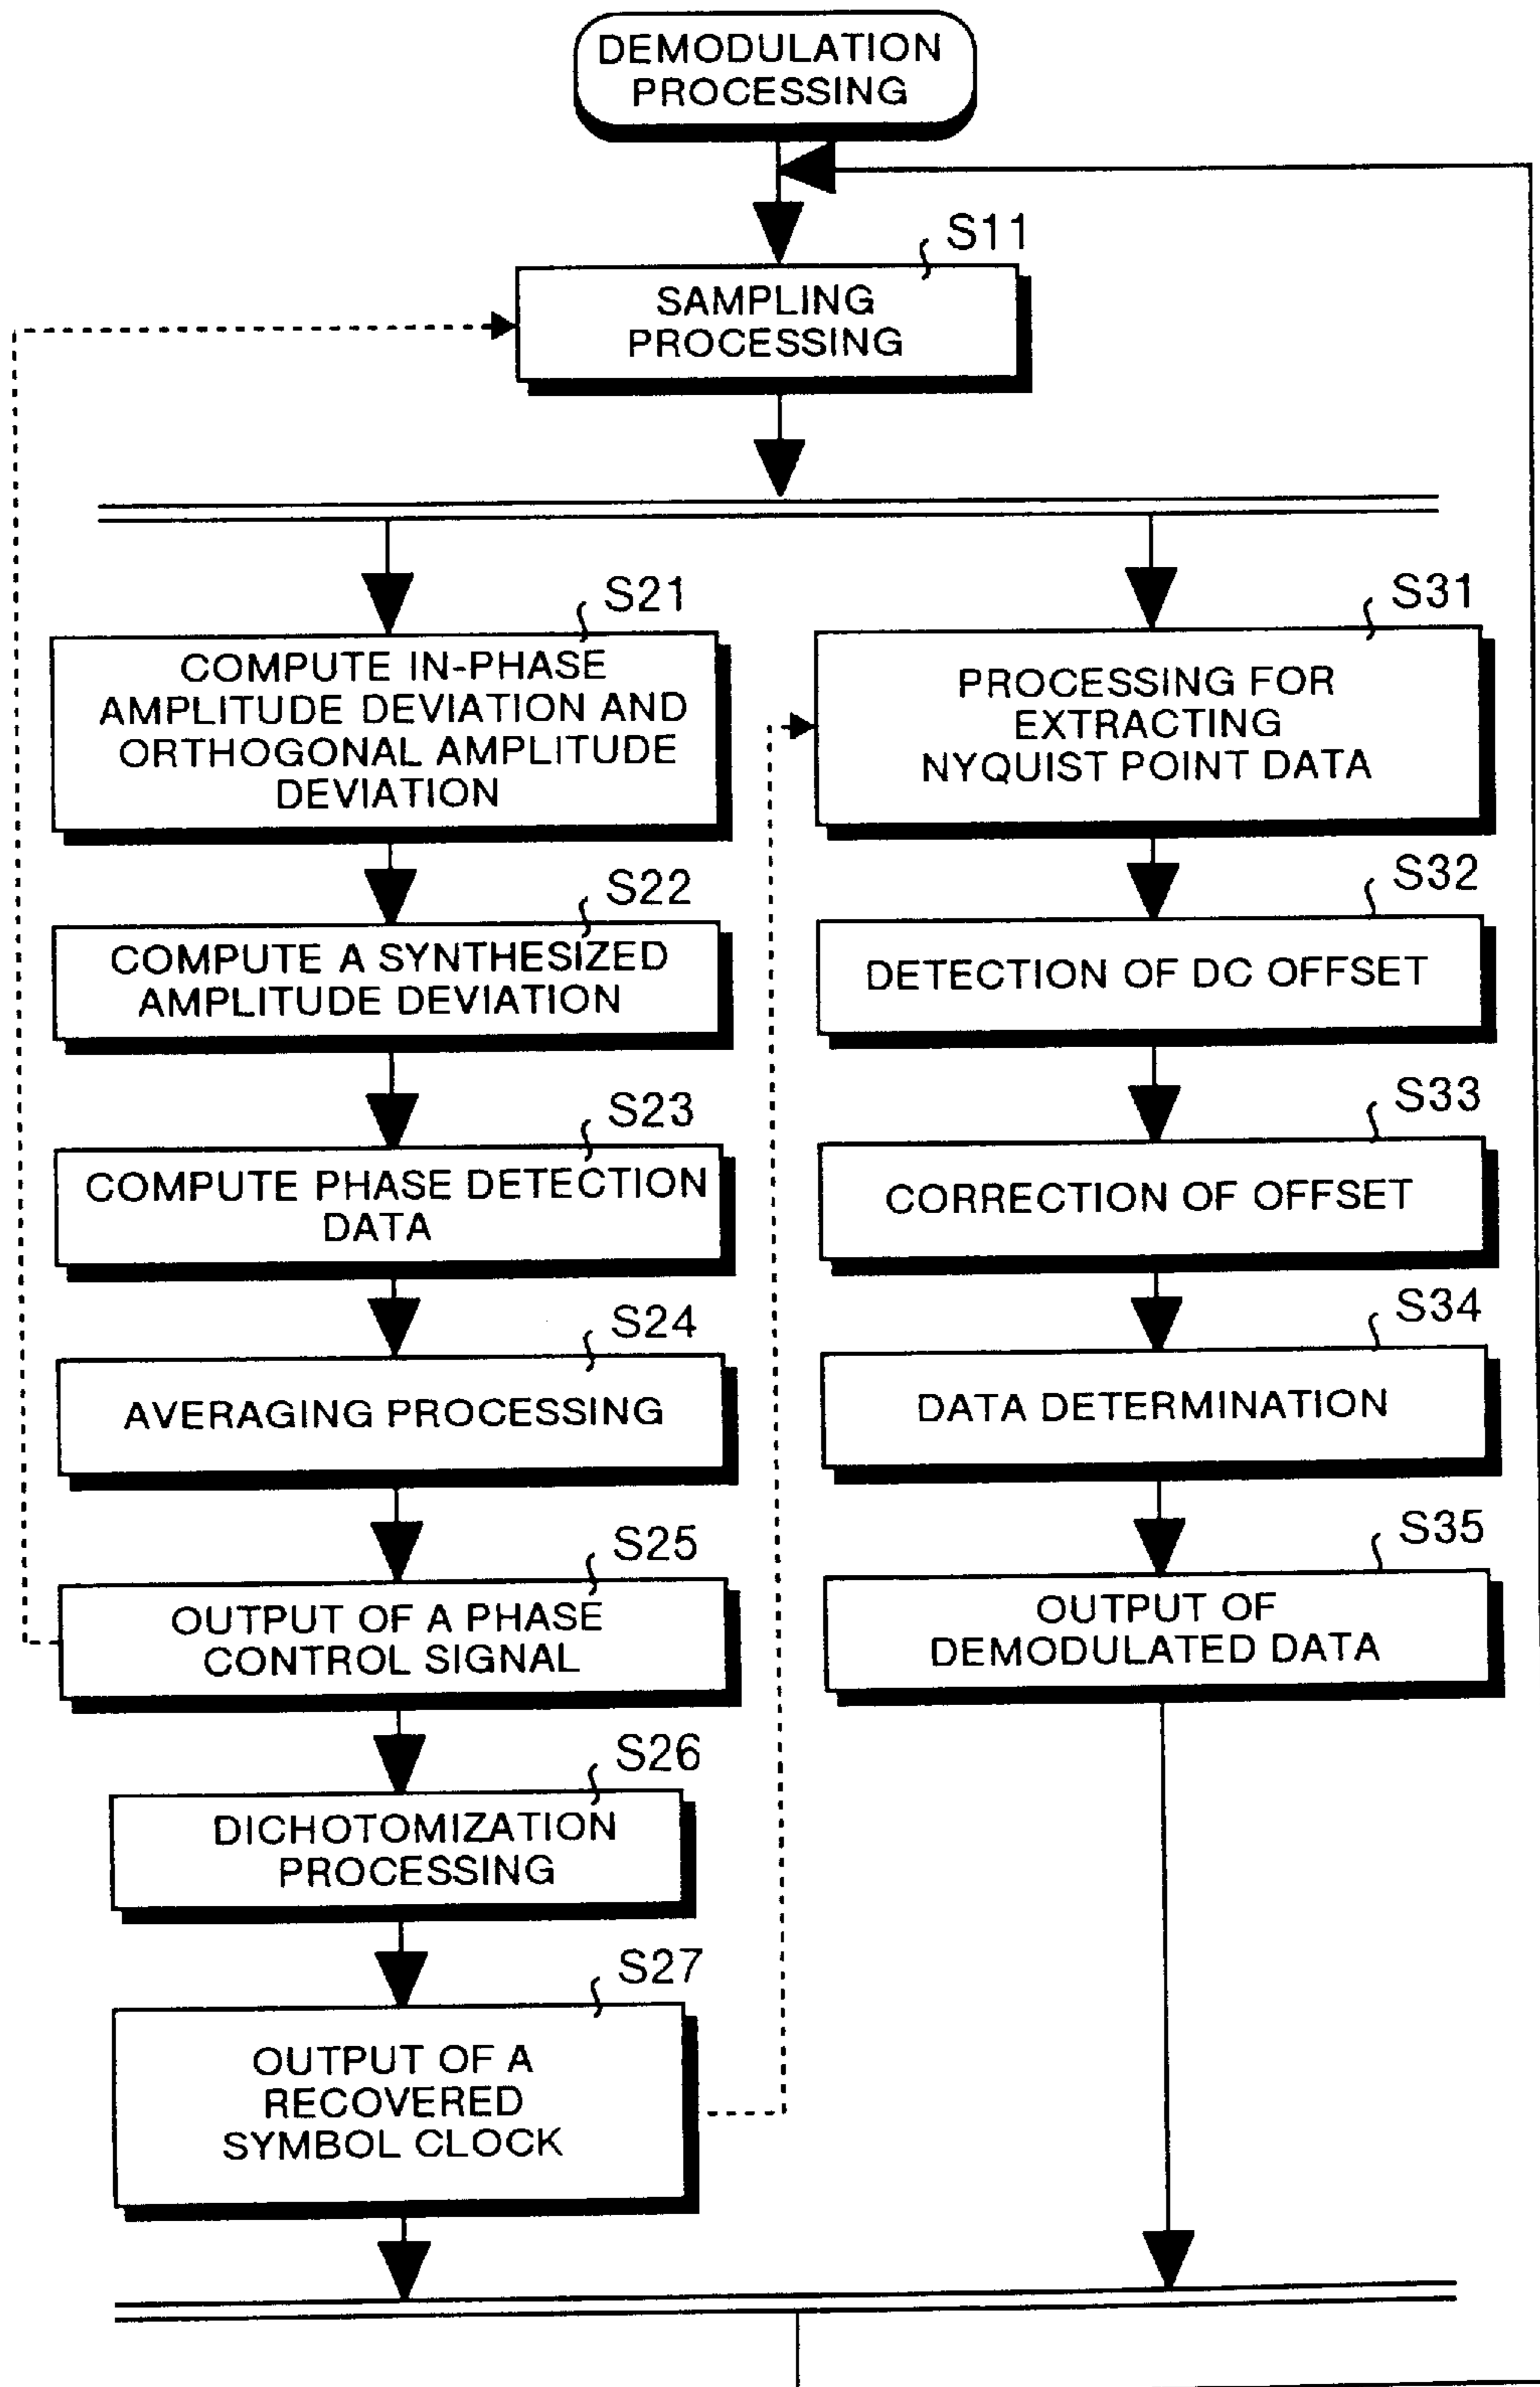 DEMODULATION
PROCESSING
S11
SAMPLING
PROCESSING
S21
COMPUTE IN-PHASE
AMPLITUDE DEVIATION AND
ORTHOGONAL AMPLITUDE
DEVIATION
S22
COMPUTE A SYNTHESIZED
AMPLITUDE DEVIATION
S23
COMPUTE PHASE DETECTION
DATA
S24
AVERAGING PROCESSING
S25
OUTPUT OF A PHASE
CONTROL SIGNAL
S26
DICHOTOMIZATION
PROCESSING
S27
OUTPUT OF A
RECOVERED
SYMBOL CLOCK
S31
PROCESSING FOR
EXTRACTING
NYQUIST POINT DATA
S32
DETECTION OF DC OFFSET
S33
CORRECTION OF OFFSET
S34
DATA DETERMINATION
S35
OUTPUT OF
DEMODULATED DATA